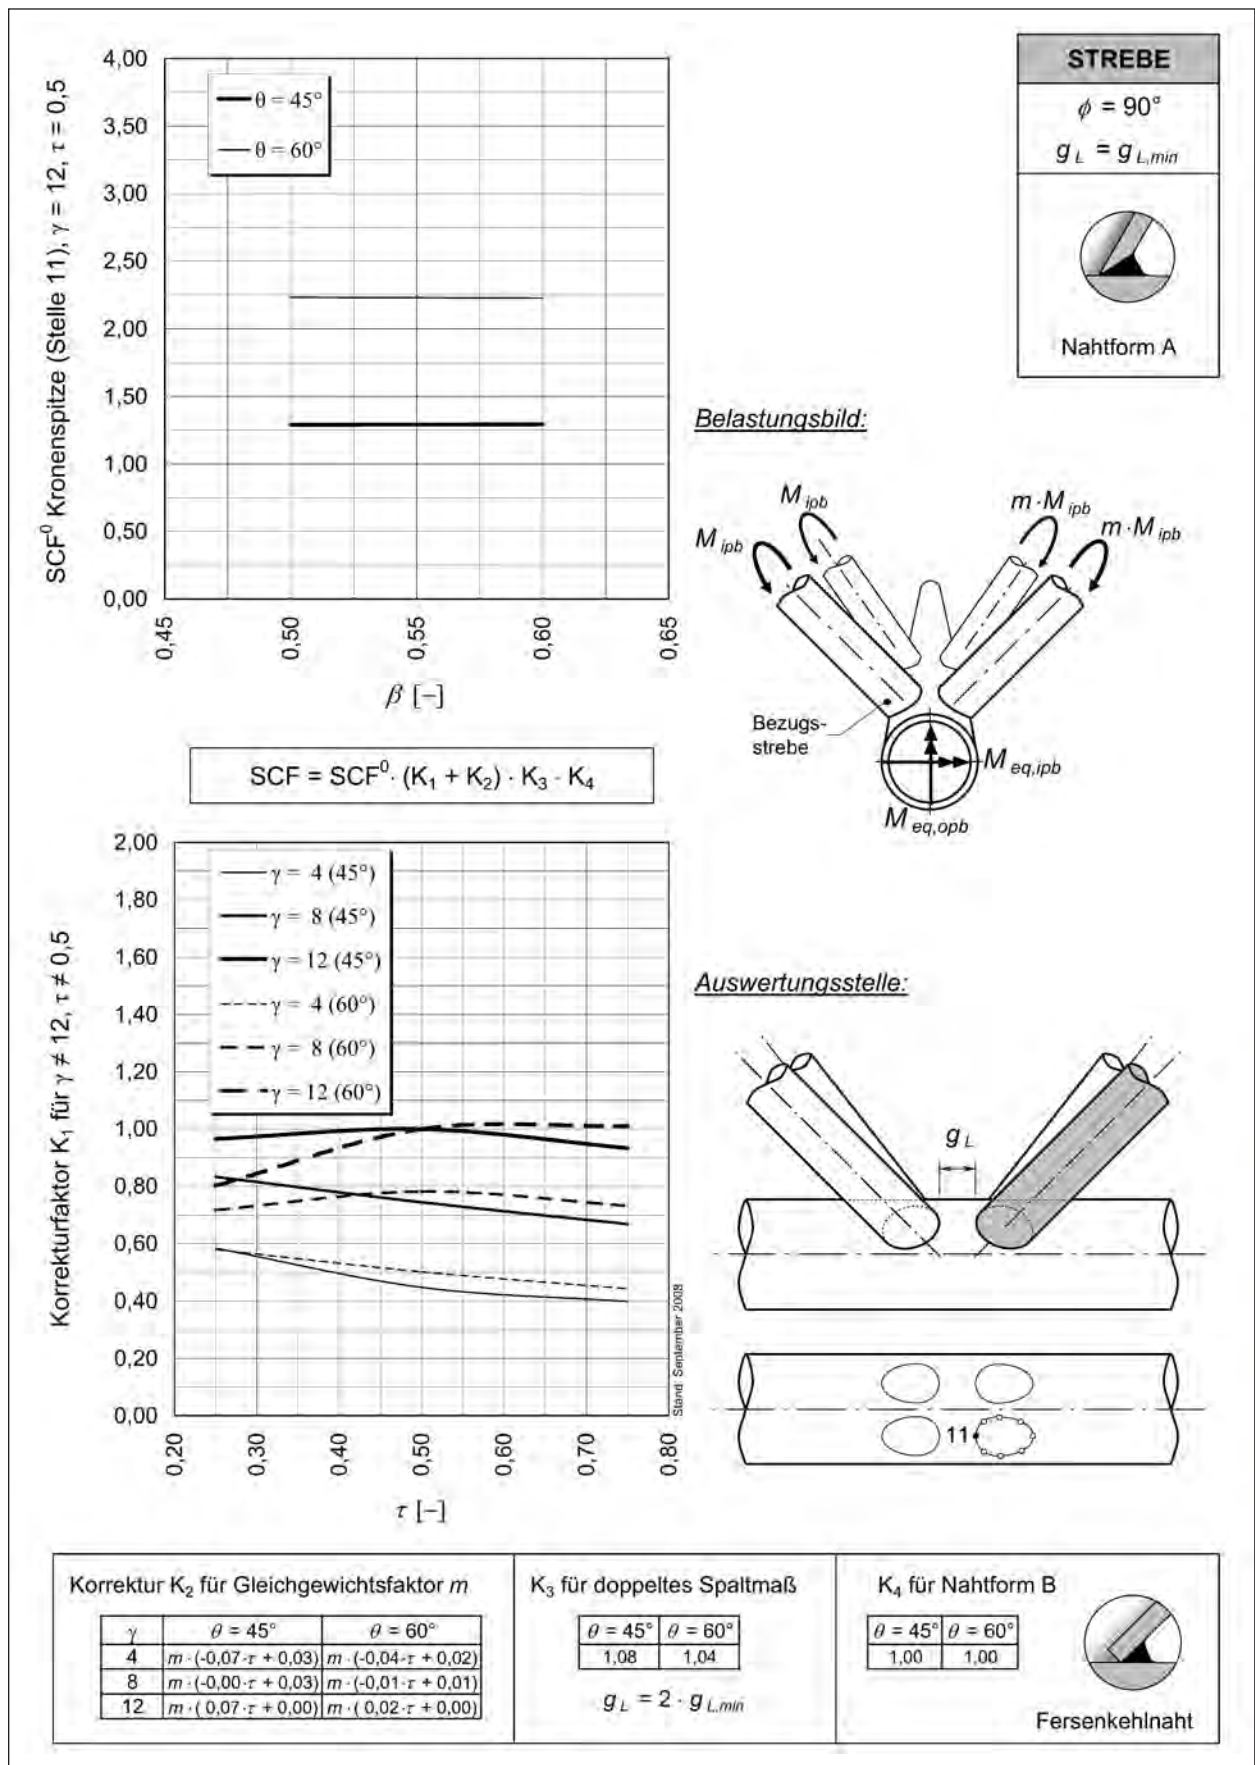 SCF⁰ Kronenspitze (Stelle 11), γ = 12, τ = 0,5
4,00
3,50
3,00
2,50
2,00
1,50
1,00
0,50
0,00
θ = 45°
θ = 60°
0,45
0,50
0,55
0,60
0,65
β [−]
STREBE
ϕ = 90°
g L = g L,min
Nahtform A
Belastungsbild:
M ipb
M ipb
m·M ipb
m·M ipb
Bezugs-
strebe
M eq,ipb
M eq,opb
SCF = SCF⁰· (K₁ + K₂) · K₃ · K₄
Korrekturfaktor K₁ für γ ≠ 12, τ ≠ 0,5
2,00
1,80
1,60
1,40
1,20
1,00
0,80
0,60
0,40
0,20
0,00
γ = 4 (45°)
γ = 8 (45°)
γ = 12 (45°)
γ = 4 (60°)
γ = 8 (60°)
γ = 12 (60°)
0,20
0,30
0,40
0,50
0,60
0,70
0,80
τ [−]
Stand: September 2008
Auswertungsstelle:
g L
11
Korrektur K₂ für Gleichgewichtsfaktor m
γ θ = 45° θ = 60°
4 m·(-0,07·τ + 0,03) m·(-0,04·τ + 0,02)
8 m·(-0,00·τ + 0,03) m·(-0,01·τ + 0,01)
12 m·( 0,07·τ + 0,00) m·( 0,02·τ + 0,00)
K₃ für doppeltes Spaltmaß
θ = 45° θ = 60°
1,08 1,04
g L = 2 · g L,min
K₄ für Nahtform B
θ = 45° θ = 60°
1,00 1,00
Fersenkehlnaht